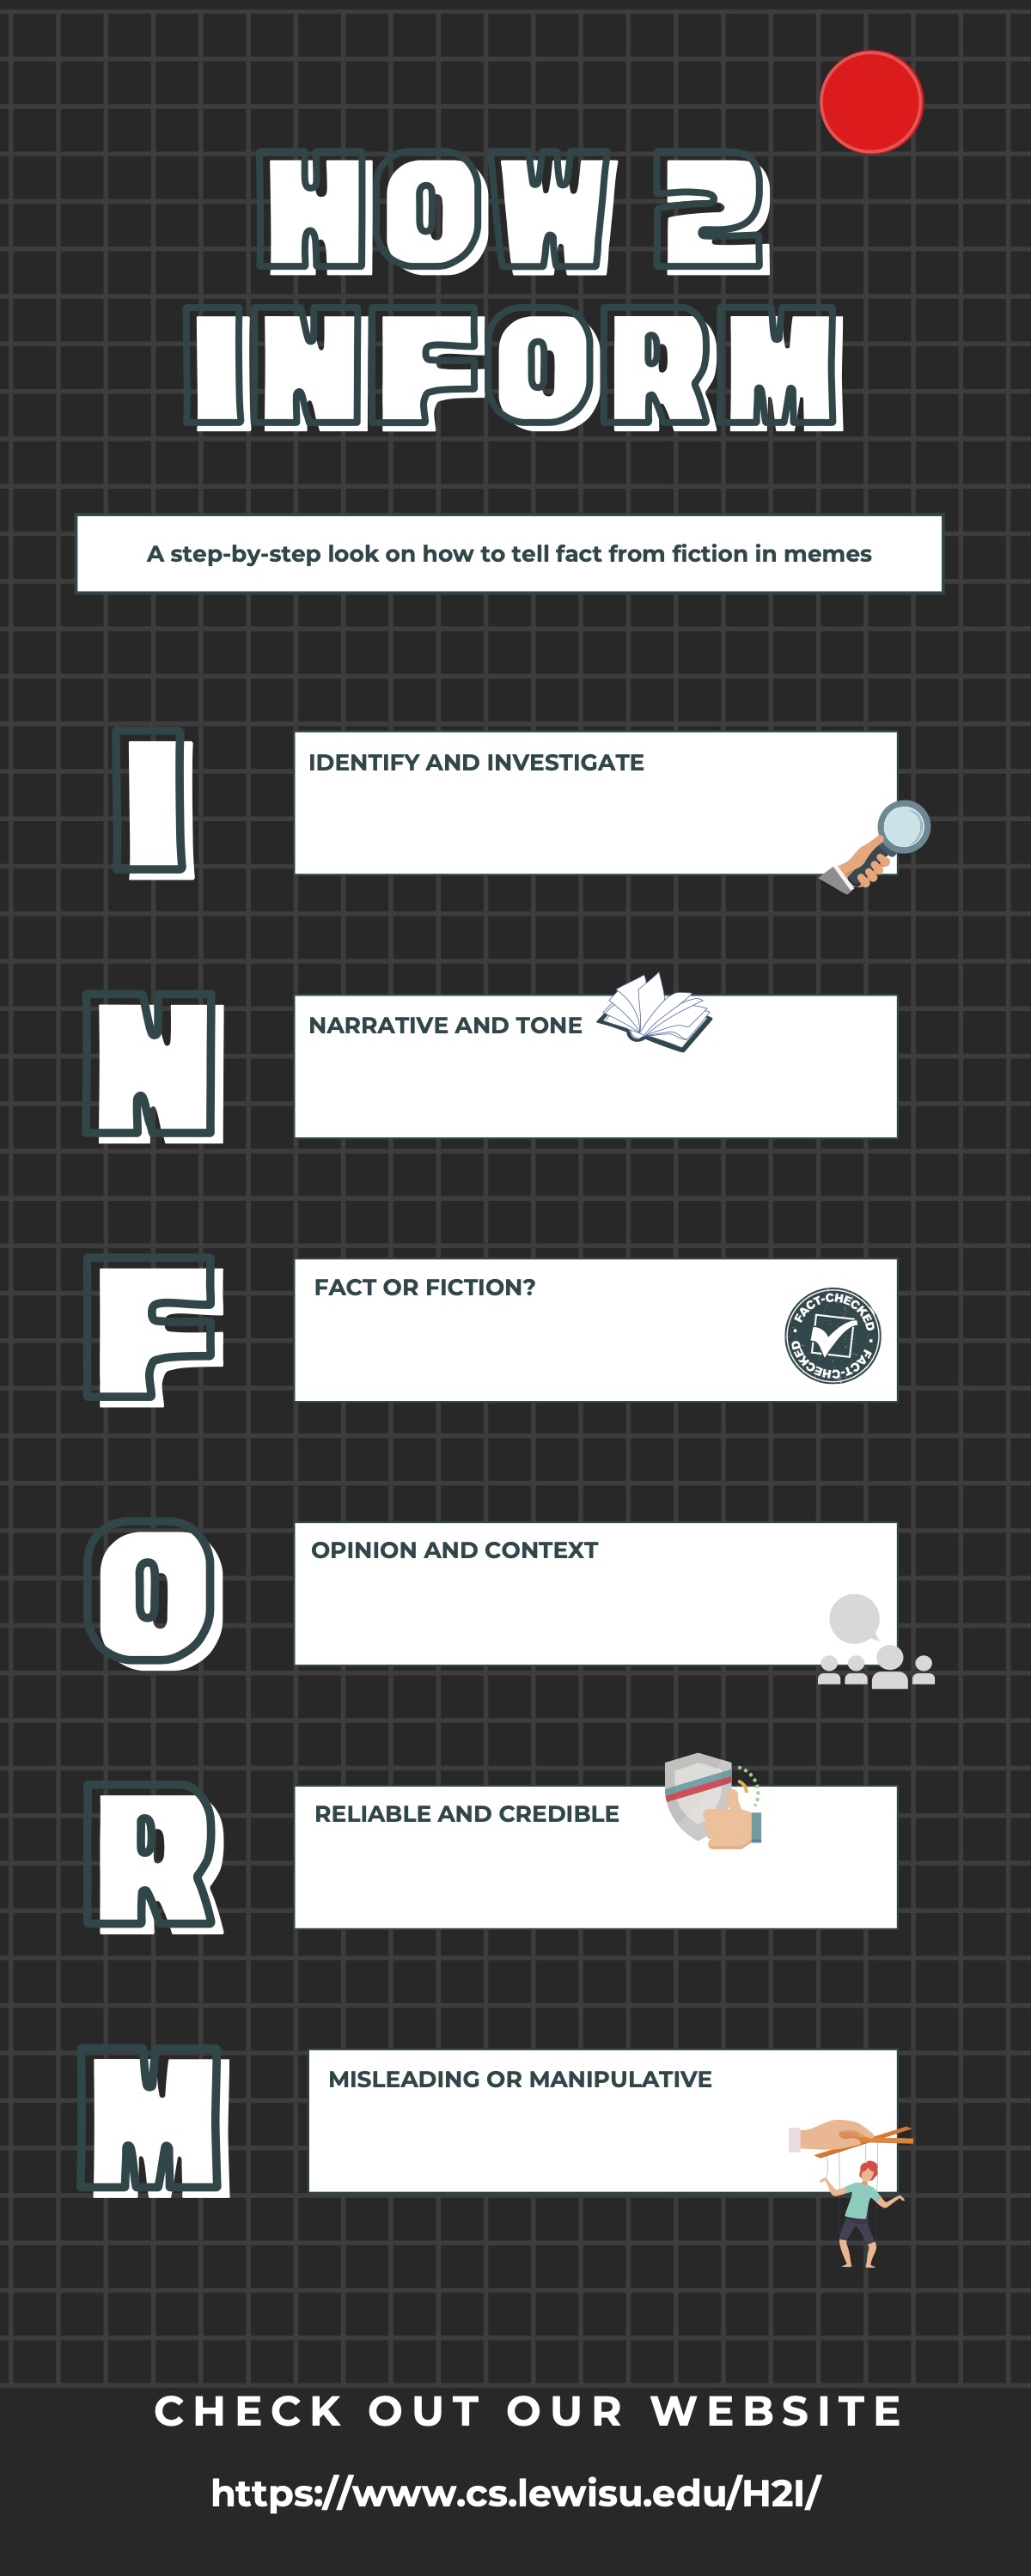 HOW 2
INFORM
A step-by-step look on how to tell fact from fiction in memes
I
IDENTIFY AND INVESTIGATE
N
NARRATIVE AND TONE
F
FACT OR FICTION?
FACT-CHECKED
FACT-CHECKED
O
OPINION AND CONTEXT
R
RELIABLE AND CREDIBLE
M
MISLEADING OR MANIPULATIVE
CHECK OUT OUR WEBSITE
https://www.cs.lewisu.edu/H2I/